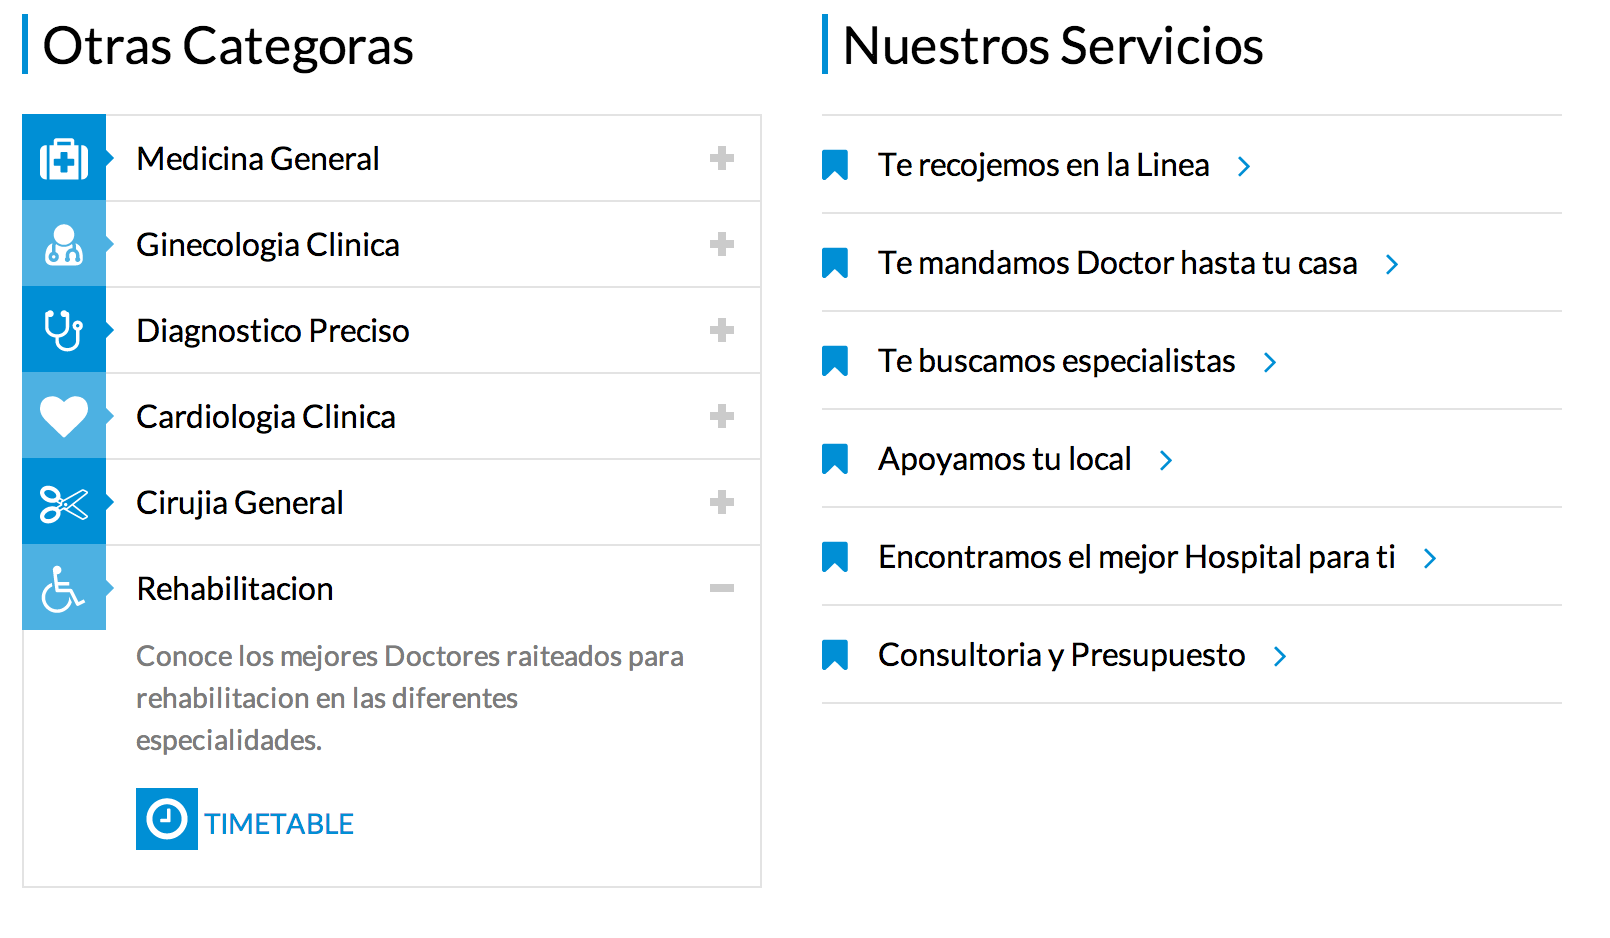 Otras Categoras
Medicina General
Ginecologia Clinica
Diagnostico Preciso
Cardiologia Clinica
Cirujia General
Rehabilitacion
Conoce los mejores Doctores raiteados para
rehabilitacion en las diferentes
especialidades.
TIMETABLE
Nuestros Servicios
Te recojemos en la Linea
Te mandamos Doctor hasta tu casa
Te buscamos especialistas
Apoyamos tu local
Encontramos el mejor Hospital para ti
Consultoria y Presupuesto